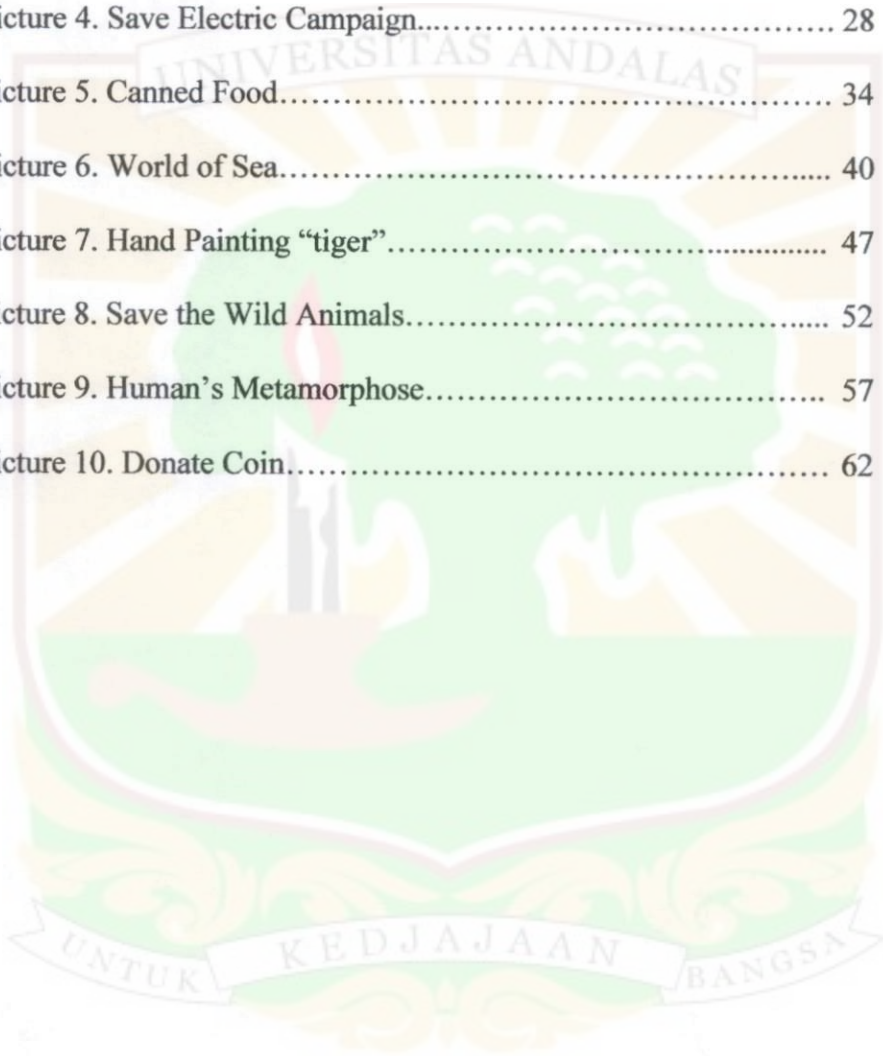 icture 4. Save Electric Campaign....……………………………………… 28
UNIVERSITAS ANDALAS
icture 5. Canned Food…………………………………………………… 34
icture 6. World of Sea………………………………………………..... 40
icture 7. Hand Painting “tiger”……………………………............... 47
icture 8. Save the Wild Animals……………………………………..... 52
icture 9. Human’s Metamorphose…………………………………….. 57
icture 10. Donate Coin…………………………………………………… 62
UNTUK KEDJAJAAN BANGSA